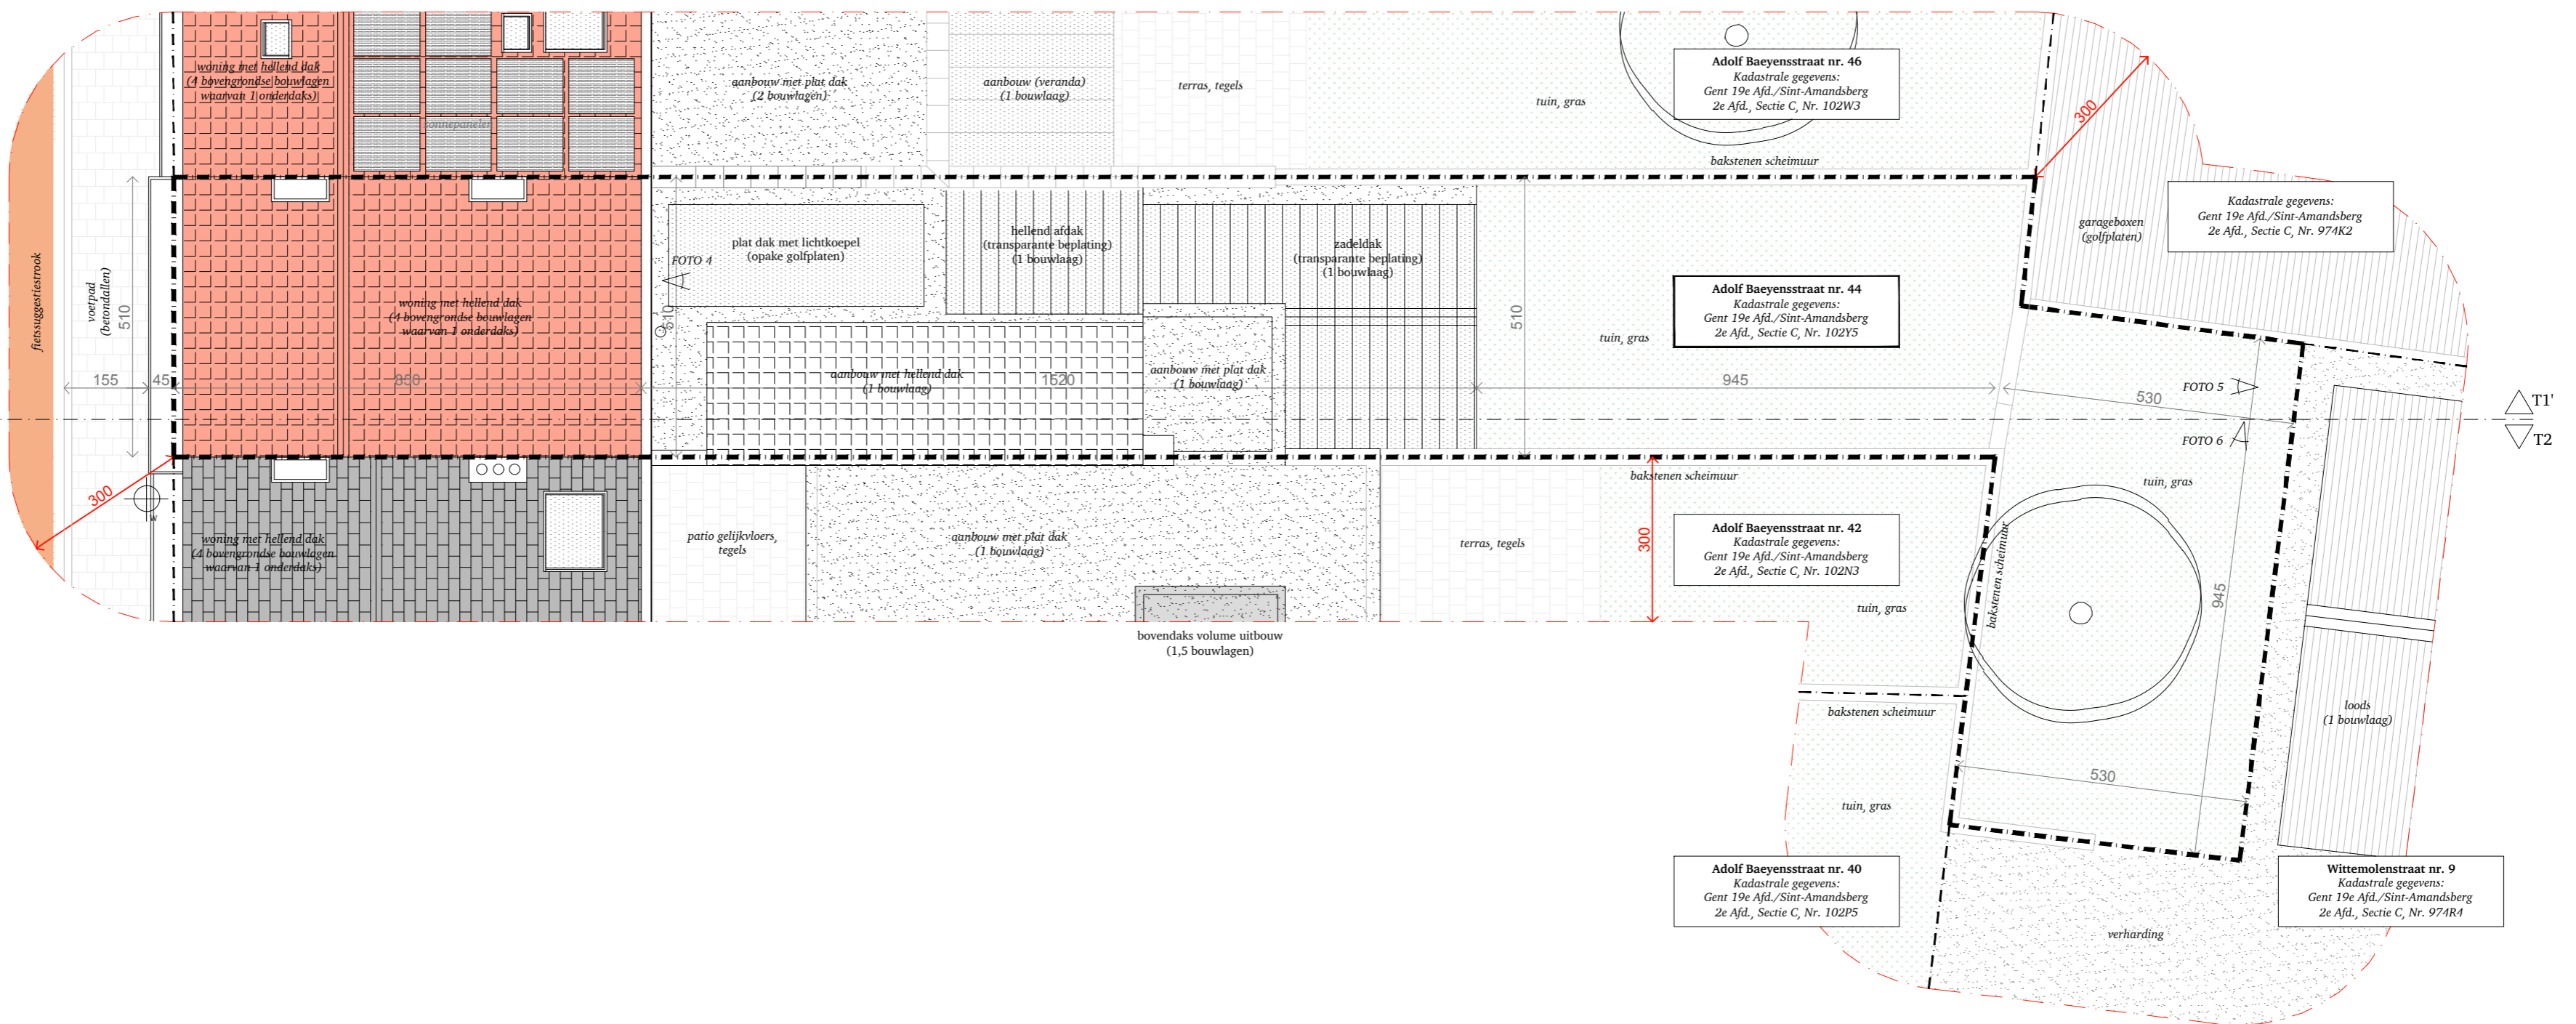 woning met hellend dak
(4 bovengrondse bouwlagen
waarvan 1 onderdaks)
zonnepanelen
aanbouw met plat dak
(2 bouwlagen)
aanbouw (veranda)
(1 bouwlaag)
terras, tegels
tuin, gras
Adolf Baeyensstraat nr. 46
Kadastrale gegevens:
Gent 19e Afd./Sint-Amandsberg
2e Afd., Sectie C, Nr. 102W3
bakstenen scheimuur
300
garageboxen
(golfplaten)
Kadastrale gegevens:
Gent 19e Afd./Sint-Amandsberg
2e Afd., Sectie C, Nr. 974K2
fietssuggestiestrook
voetpad
(betondallen)
510
155
45
850
woning met hellend dak
(4 bovengrondse bouwlagen
waarvan 1 onderdaks)
FOTO 4
510
plat dak met lichtkoepel
(opake golfplaten)
hellend afdak
(transparante beplating)
(1 bouwlaag)
zadeldak
(transparante beplating)
(1 bouwlaag)
aanbouw met hellend dak
(1 bouwlaag)
1520
aanbouw met plat dak
(1 bouwlaag)
510
tuin, gras
Adolf Baeyensstraat nr. 44
Kadastrale gegevens:
Gent 19e Afd./Sint-Amandsberg
2e Afd., Sectie C, Nr. 102Y5
945
FOTO 5
530
FOTO 6
T1'
T2
300
W
woning met hellend dak
(4 bovengrondse bouwlagen
waarvan 1 onderdaks)
patio gelijkvloers,
tegels
aanbouw met plat dak
(1 bouwlaag)
bovendaks volume uitbouw
(1,5 bouwlagen)
terras, tegels
bakstenen scheimuur
300
Adolf Baeyensstraat nr. 42
Kadastrale gegevens:
Gent 19e Afd./Sint-Amandsberg
2e Afd., Sectie C, Nr. 102N3
tuin, gras
bakstenen scheimuur
tuin, gras
945
loods
(1 bouwlaag)
bakstenen scheimuur
530
tuin, gras
Adolf Baeyensstraat nr. 40
Kadastrale gegevens:
Gent 19e Afd./Sint-Amandsberg
2e Afd., Sectie C, Nr. 102P5
verharding
Wittemolenstraat nr. 9
Kadastrale gegevens:
Gent 19e Afd./Sint-Amandsberg
2e Afd., Sectie C, Nr. 974R4